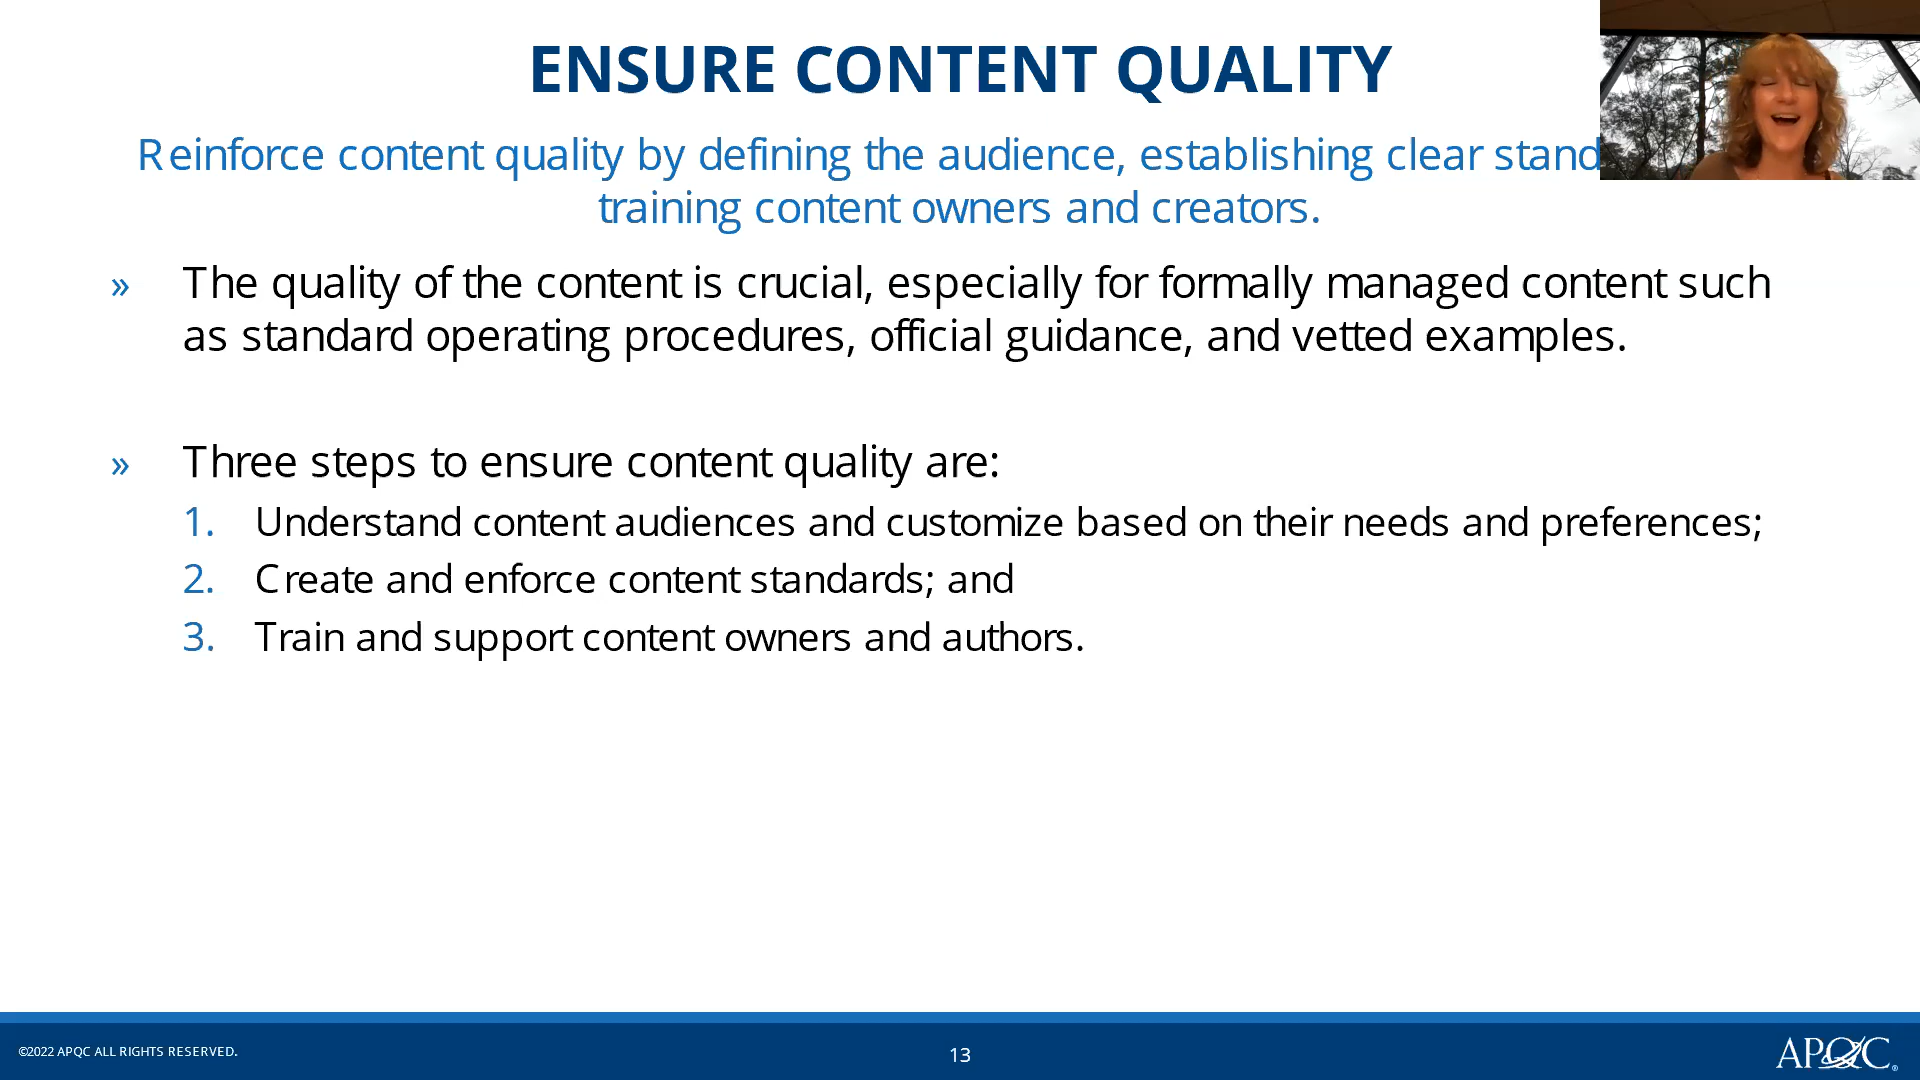 ENSURE CONTENT QUALITY
Reinforce content quality by defining the audience, establishing clear stand
training content owners and creators.
» The quality of the content is crucial, especially for formally managed content such
as standard operating procedures, official guidance, and vetted examples.
» Three steps to ensure content quality are:
1. Understand content audiences and customize based on their needs and preferences;
2. Create and enforce content standards; and
3. Train and support content owners and authors.
©2022 APQC ALL RIGHTS RESERVED.
13
APQC®